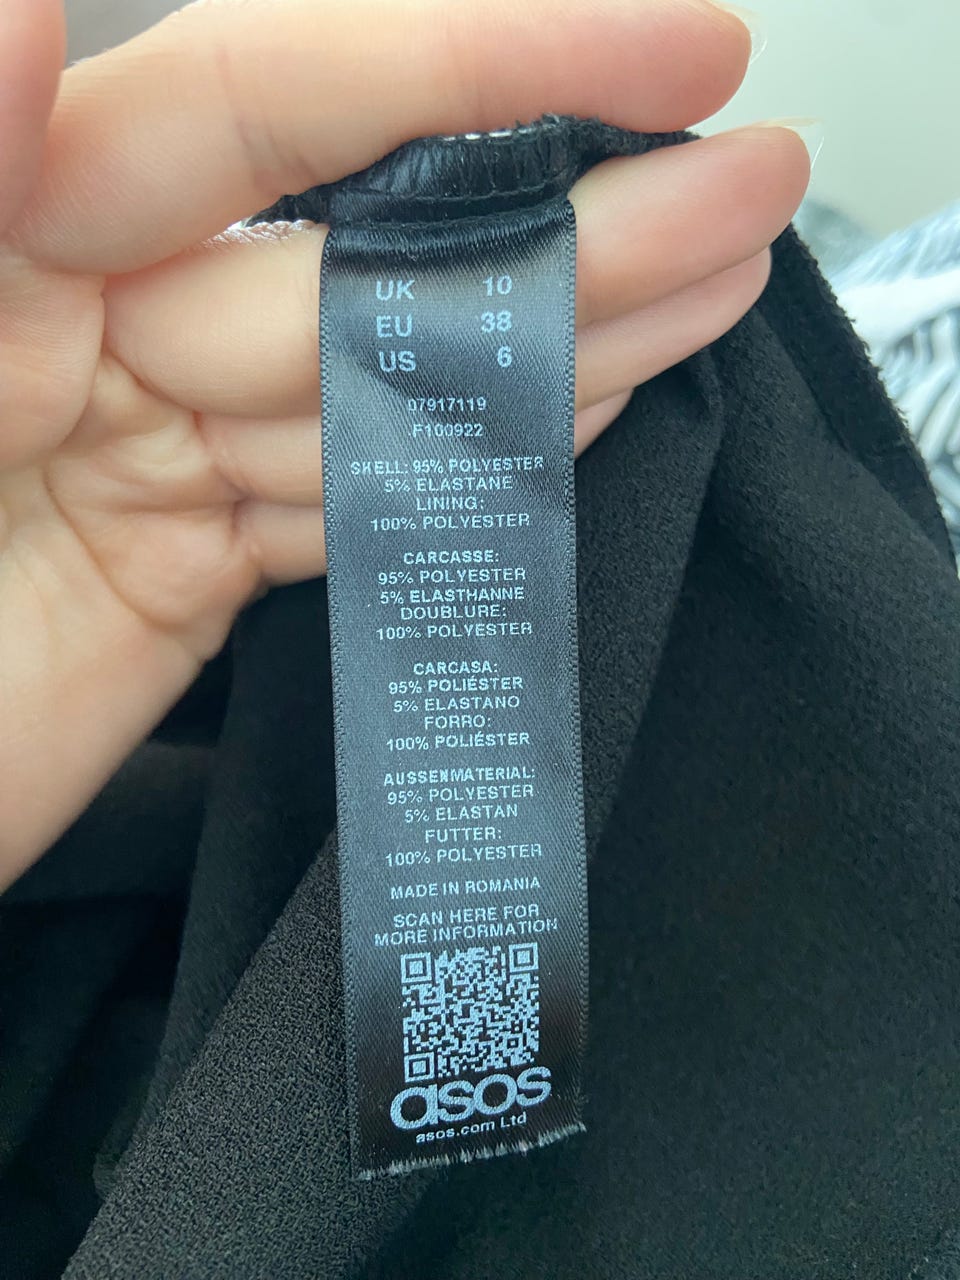 UK 10
EU 38
US 6
07917119
F100922
SHELL: 95% POLYESTER
5% ELASTANE
LINING:
100% POLYESTER
CARCASSE:
95% POLYESTER
5% ELASTHANNE
DOUBLURE:
100% POLYESTER
CARCASA:
95% POLIÉSTER
5% ELASTANO
FORRO:
100% POLIÉSTER
AUSSENMATERIAL:
95% POLYESTER
5% ELASTAN
FUTTER:
100% POLYESTER
MADE IN ROMANIA
SCAN HERE FOR
MORE INFORMATION
asos
asos.com Ltd